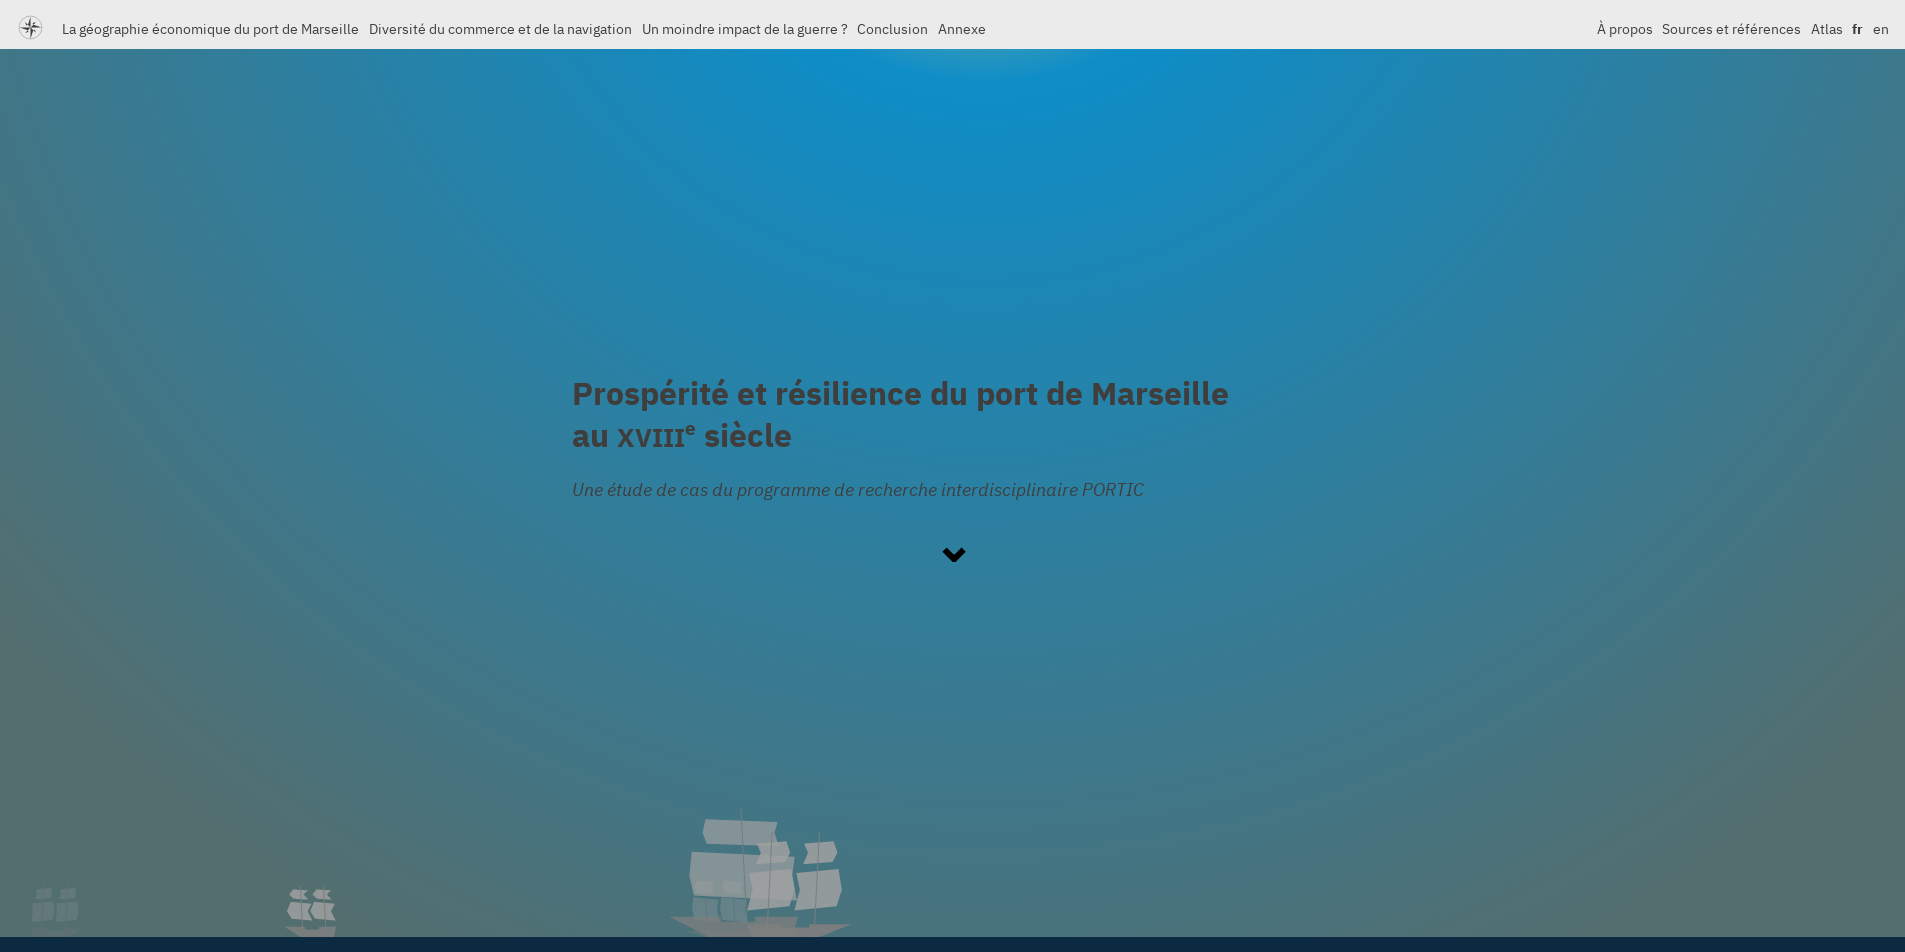 La géographie économique du port de Marseille Diversité du commerce et de la navigation Un moindre impact de la guerre ? Conclusion Annexe À propos Sources et références Atlas fr en
Prospérité et résilience du port de Marseille
au XVIIIe siècle
Une étude de cas du programme de recherche interdisciplinaire PORTIC